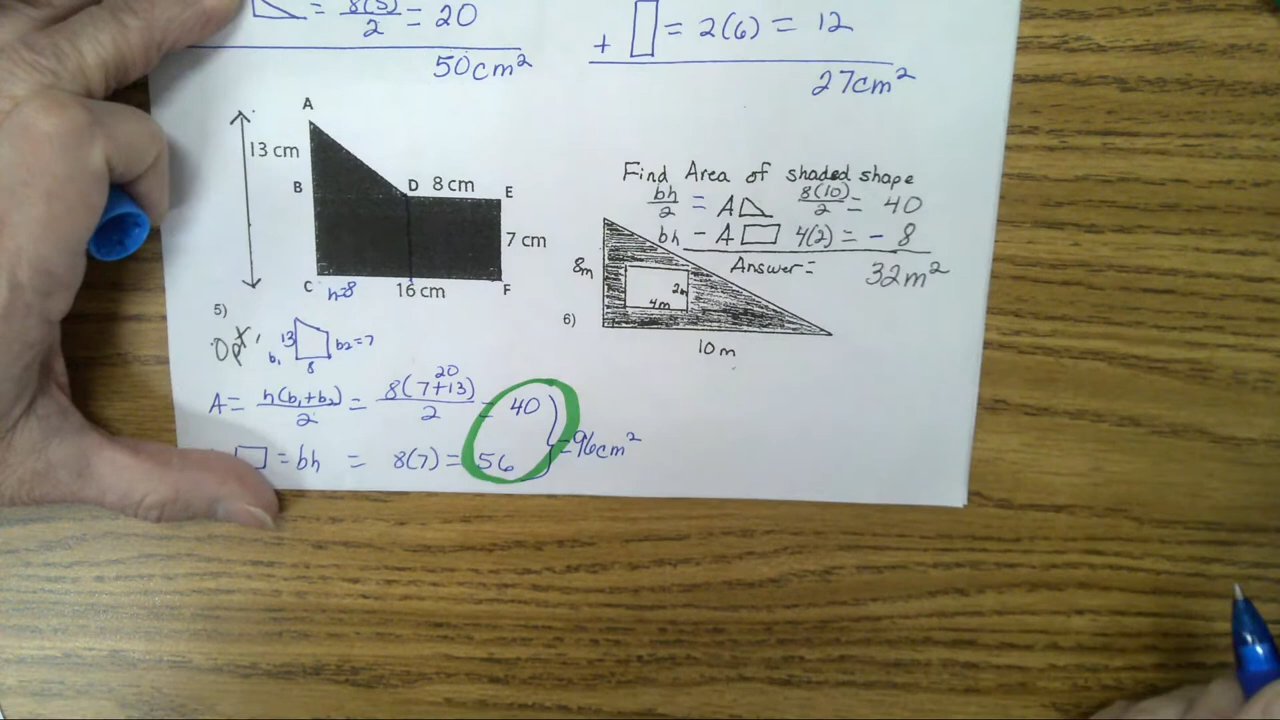 = 8(5)/2 = 20
50cm²
+ = 2(6) = 12
27cm²
A
13 cm
B
D 8 cm E
7 cm
C h=8 16 cm F
5)
13 b2=7
b1
8
A= h(b1+b2)/2 = 8(7+13)/2 = 40
20
= bh = 8(7) = 56
=96cm²
Find Area of shaded shape
bh/2 = A 8(10)/2 = 40
bh - A 4(2) = - 8
Answer= 32m²
8m
2m
4m
6)
10 m